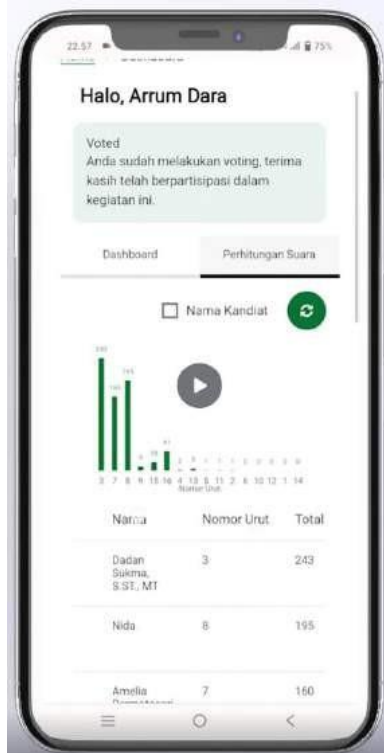 22.57
75%
Halo, Arrum Dara
Voted
Anda sudah melakukan voting, terima
kasih telah berpartisipasi dalam
kegiatan ini.
Dashboard Perhitungan Suara
Nama Kandiat
3 7 8 9 15 16 4 13 5 11 2 6 10 12 1 14
Nomor Urut
Nama Nomor Urut Total
Dadan 3 243
Sukma,
S.ST., MT
Nida 8 195
Amelia 7 160